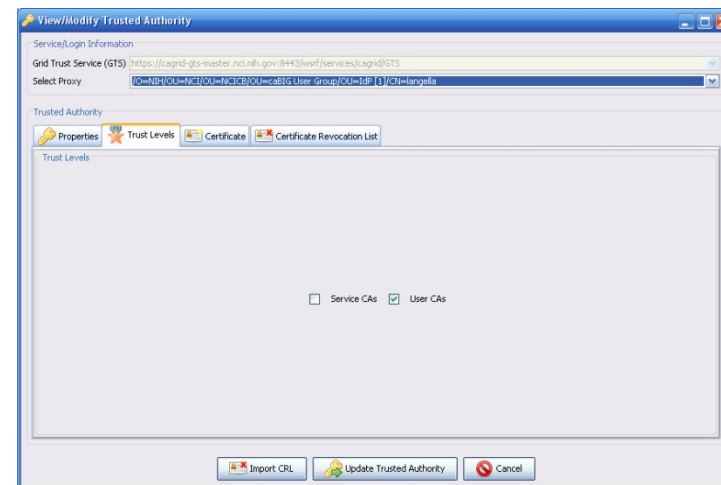 View/Modify Trusted Authority
Service/Login Information
Grid Trust Service (GTS) https://cagrid-gts-master.nci.nih.gov:8443/wsrf/services/cagrid/GTS
Select Proxy /O=NIH/OU=NCI/OU=NCICB/OU=caBIG User Group/OU=IdP [1]/CN=langella
Trusted Authority
Properties Trust Levels Certificate Certificate Revocation List
Trust Levels
Service CAs User CAs
Import CRL Update Trusted Authority Cancel